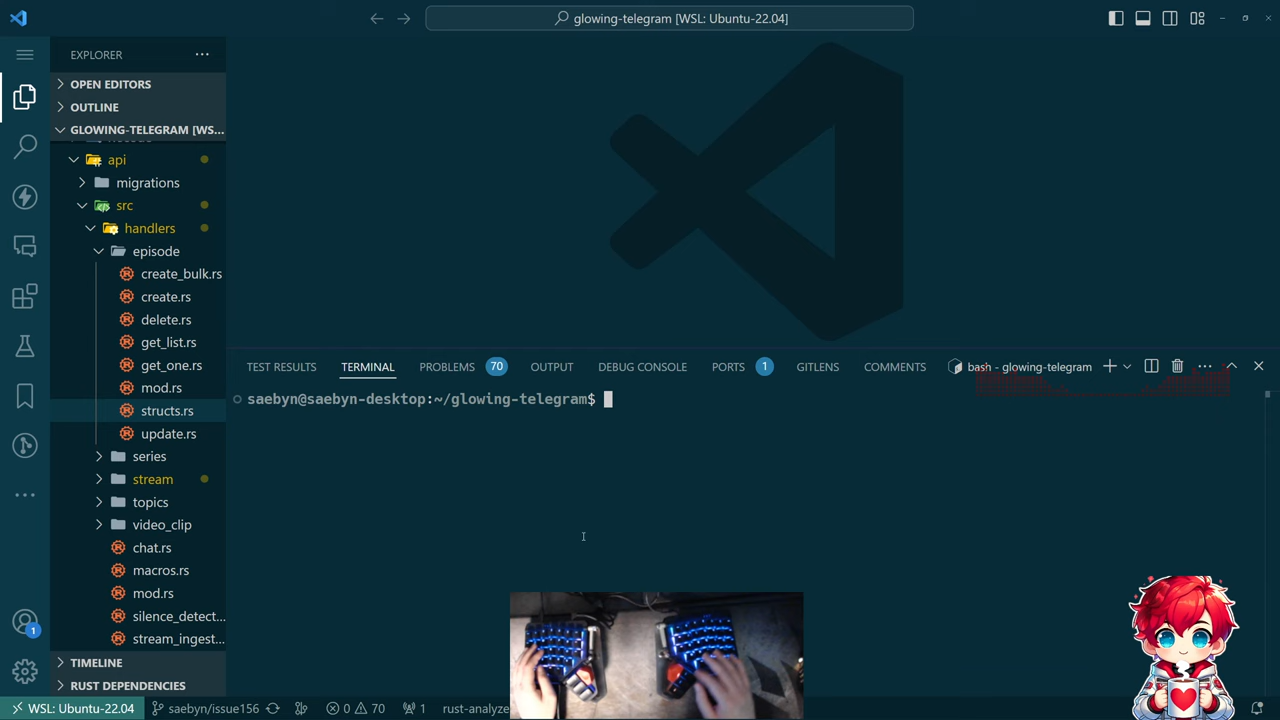 glowing-telegram [WSL: Ubuntu-22.04]
EXPLORER
OPEN EDITORS
OUTLINE
GLOWING-TELEGRAM [WS...
api
migrations
src
handlers
episode
create_bulk.rs
create.rs
delete.rs
get_list.rs
get_one.rs
mod.rs
structs.rs
update.rs
series
stream
topics
video_clip
chat.rs
macros.rs
mod.rs
silence_detect...
stream_ingest...
TIMELINE
RUST DEPENDENCIES
TEST RESULTS
TERMINAL
PROBLEMS 70
OUTPUT
DEBUG CONSOLE
PORTS 1
GITLENS
COMMENTS
bash - glowing-telegram
saebyn@saebyn-desktop:~/glowing-telegram$
1
WSL: Ubuntu-22.04
saebyn/issue156
0
70
1
rust-analyze